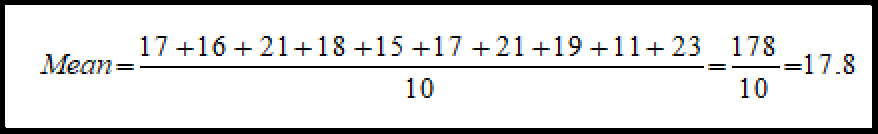 Mean = 17 +16 + 21+18 +15 +17 + 21 +19 +11+ 23 / 10 = 178 / 10 =17.8